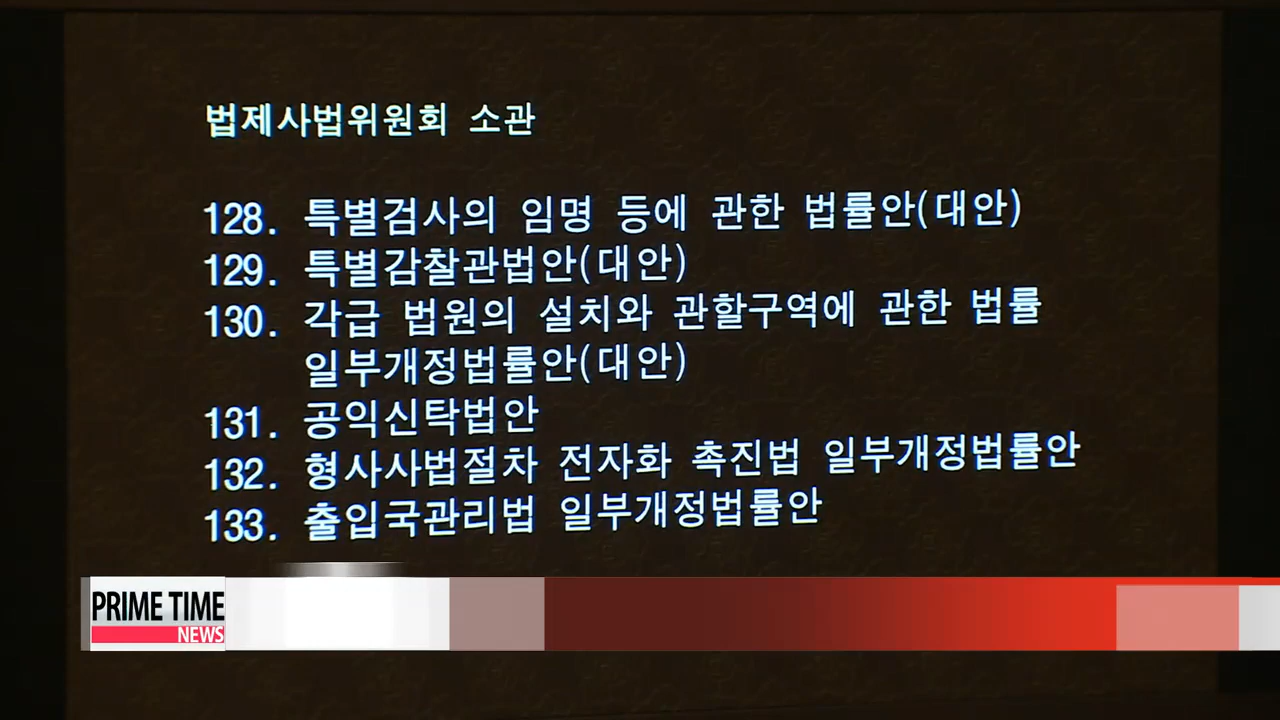 법제사법위원회 소관
128. 특별검사의 임명 등에 관한 법률안(대안)
129. 특별감찰관법안(대안)
130. 각급 법원의 설치와 관할구역에 관한 법률
일부개정법률안(대안)
131. 공익신탁법안
132. 형사사법절차 전자화 촉진법 일부개정법률안
133. 출입국관리법 일부개정법률안
PRIME TIME
NEWS